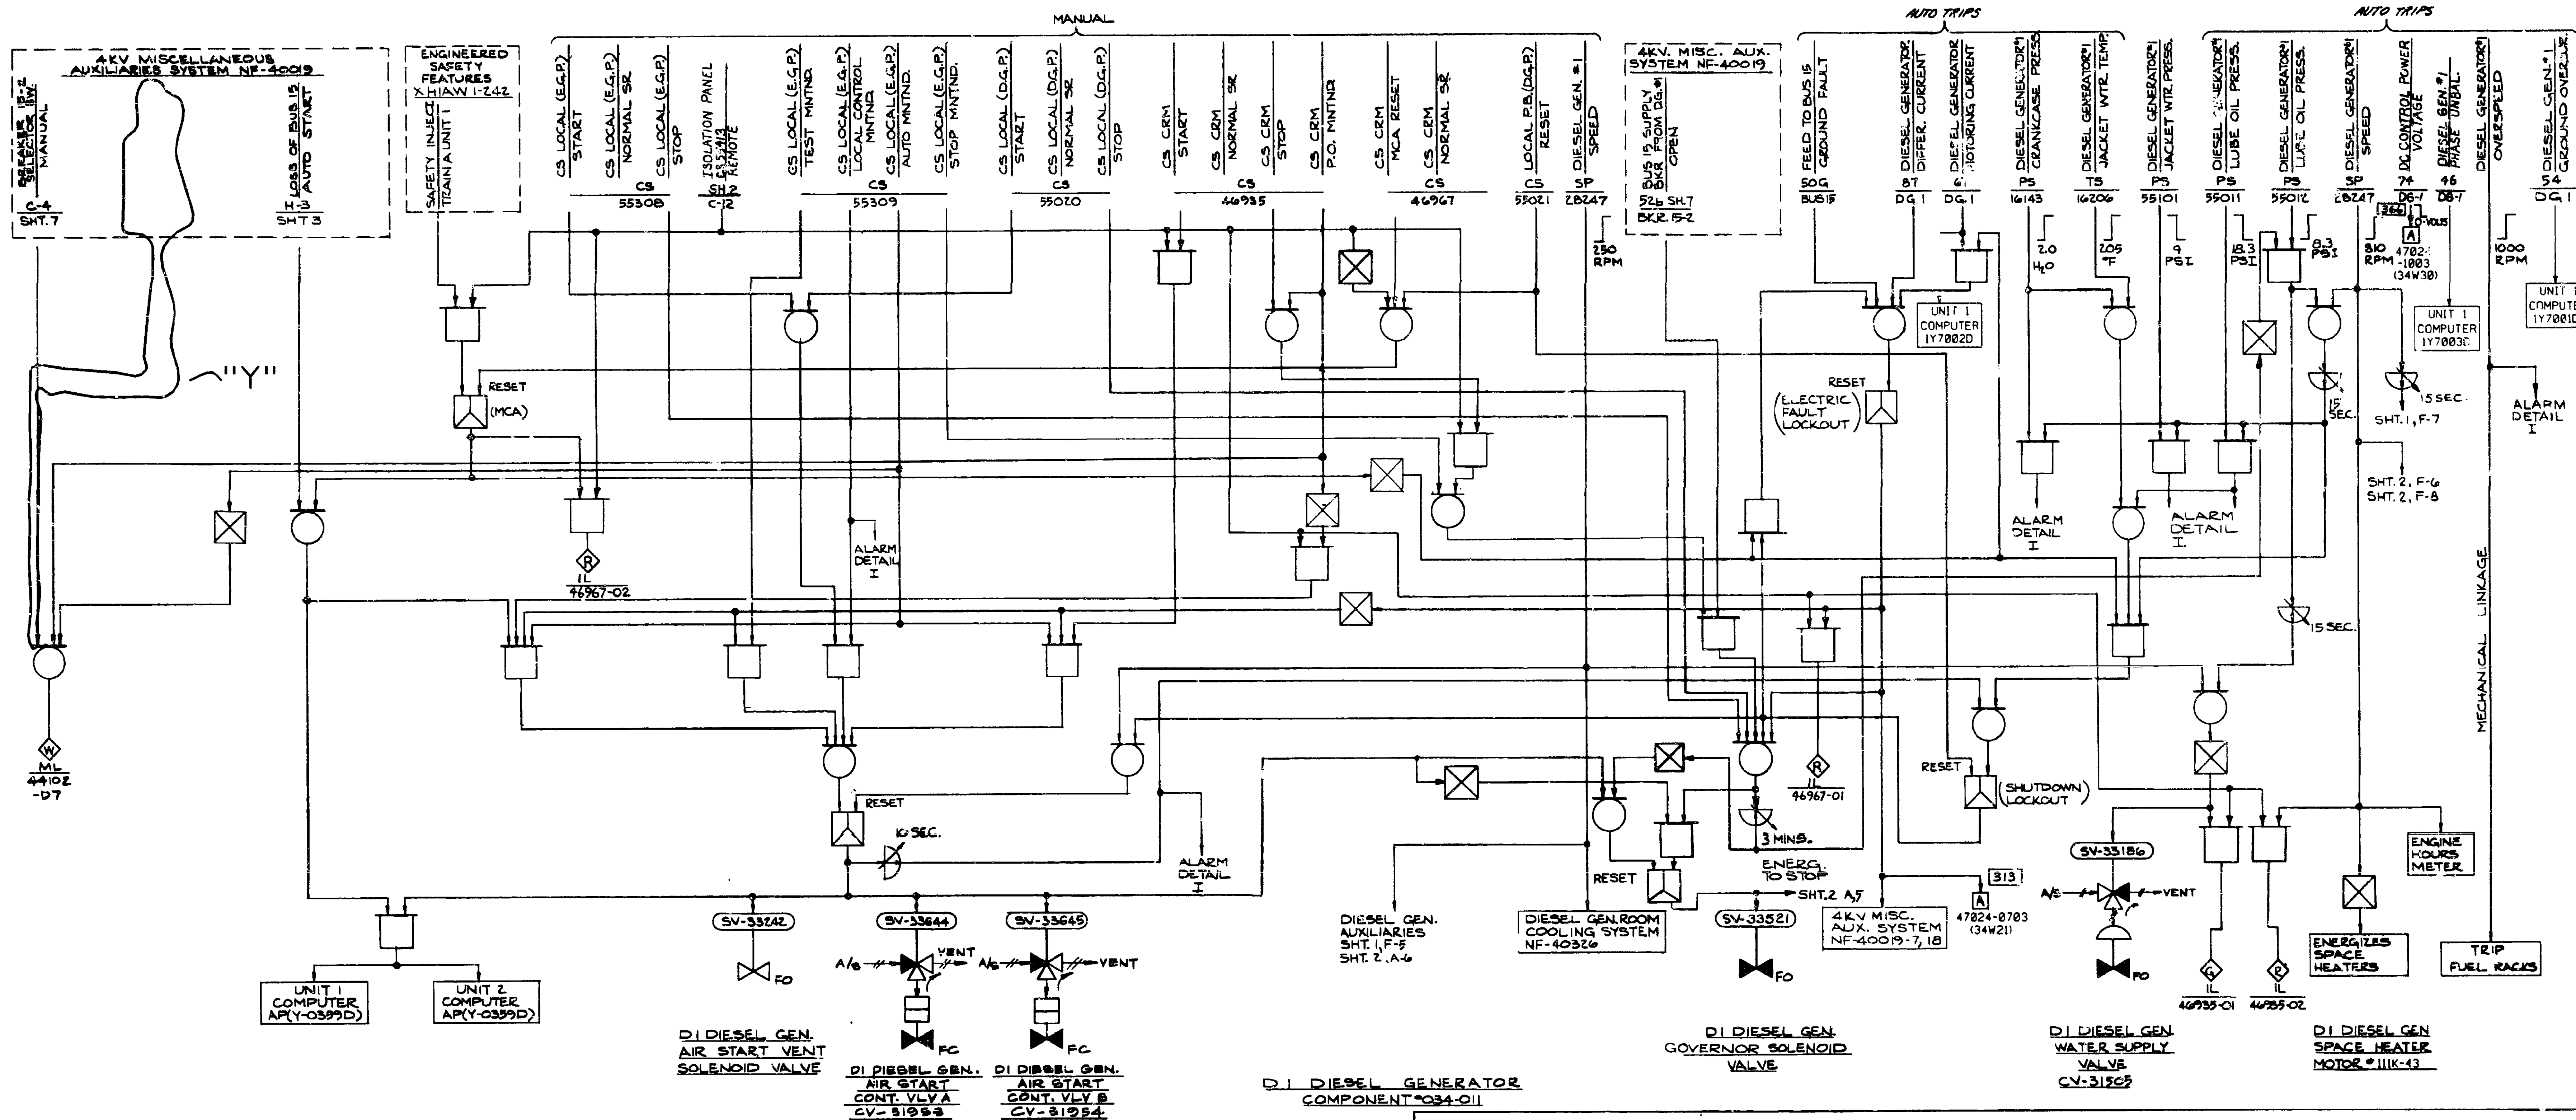 MANUAL
AUTO TRIPS
AUTO TRIPS
4KV MISCELLANEOUS
AUXILIARIES SYSTEM NF-40019
BREAKER 15-2
SELECTOR SW.
MANUAL
C-4
SHT. 7
LOSS OF BUS 15
AUTO START
H-3
SHT 3
ENGINEERED
SAFETY
FEATURES
XHIAW 1-242
SAFETY INJECT
TRAIN A UNIT 1
CS LOCAL (E.G.P.)
START
CS LOCAL (E.G.P.)
NORMAL SR
CS LOCAL (E.G.P.)
STOP
CS
55308
ISOLATION PANEL
REMOTE
SH.2
C-12
CS LOCAL (E.G.P.)
TEST MNTND.
CS LOCAL (E.G.P.)
LOCAL CONTROL
MNTND.
CS LOCAL (E.G.P.)
AUTO MNTND.
CS LOCAL (E.G.P.)
STOP MNTND.
CS
55309
CS LOCAL (D.G.P.)
START
CS LOCAL (D.G.P.)
NORMAL SR
CS LOCAL (D.G.P.)
STOP
CS
55020
CS CRM
START
CS CRM
NORMAL SR
CS CRM
STOP
CS CRM
P.O. MNTND.
CS
46935
CS CRM
MCA RESET
CS CRM
NORMAL SR
CS
46967
LOCAL P.B. (D.G.P.)
RESET
CS
55021
DIESEL GEN. #1
SPEED
SP
28247
250
RPM
4KV. MISC. AUX.
SYSTEM NF-40019
BUS 15 SUPPLY
BKR FROM D.G. #1
OPEN
52b SH.7
BKR. 15-2
FEED TO BUS 15
GROUND FAULT
50G
BUS 15
DIESEL GENERATOR
DIFFER. CURRENT
87
DG. 1
DIESEL GENERATOR
MOTORING CURRENT
DG. 1
DIESEL GENERATOR #1
CRANKCASE PRESS.
PS
16143
2.0
H2O
DIESEL GENERATOR #1
JACKET WTR. TEMP.
TS
16206
205
°F
DIESEL GENERATOR #1
JACKET WTR. PRESS.
PS
55101
9
PSI
DIESEL GENERATOR #1
LUBE OIL PRESS.
PS
55011
18.3
PSI
DIESEL GENERATOR #1
LUBE OIL PRESS.
PS
55012
8.3
PSI
DIESEL GENERATOR #1
SPEED
SP
28247
810
RPM
DC CONTROL POWER
VOLTAGE
74
DG-1
366
0-VOLTS
A
47024
-1003
(34W30)
DIESEL GEN. #1
PHASE UNBAL.
46
DG-1
DIESEL GENERATOR #1
OVERSPEED
1000
RPM
DIESEL GEN. #1
GROUND OVERCUR.
54
DG 1
UNIT 1
COMPUTER
1Y7002D
UNIT 1
COMPUTER
1Y7003D
UNIT 1
"Y"
RESET
(MCA)
RESET
(ELECTRIC
FAULT
LOCKOUT)
15
SEC.
15 SEC.
SHT. 1, F-7
ALARM
DETAIL
I
SHT. 2, F-6
SHT. 2, F-8
ALARM
DETAIL
I
ALARM
DETAIL
I
ALARM
DETAIL
I
R
IL
46967-02
15 SEC.
MECHANICAL LINKAGE
W
ML
44102
-D7
RESET
10 SEC.
ALARM
DETAIL
I
RESET
3 MINS.
ENERG.
TO STOP
SHT. 2 A,5
R
IL
46967-01
RESET
(SHUTDOWN
LOCKOUT)
313
A
47024-0703
(34W21)
UNIT 1
COMPUTER
AP(Y-0359D)
UNIT 2
COMPUTER
AP(Y-0359D)
SV-33242
FO
SV-33644
A/S
VENT
FC
SV-33645
A/S
VENT
FC
DIESEL GEN.
AUXILIARIES
SHT. 1, F-5
SHT. 2, A-6
DIESEL GEN. ROOM
COOLING SYSTEM
NF-40326
SV-33521
FO
4KV MISC.
AUX. SYSTEM
NF-40019-7, 18
SV-33186
A/S
VENT
FO
G
IL
46935-01
R
IL
46935-02
ENGINE
HOURS
METER
ENERGIZES
SPACE
HEATERS
TRIP
FUEL RACKS
D1 DIESEL GEN.
AIR START VENT
SOLENOID VALVE
D1 DIESEL GEN.
AIR START
CONT. VLV A
CV-31953
D1 DIESEL GEN.
AIR START
CONT. VLV B
CV-31954
D1 DIESEL GENERATOR
COMPONENT #034-011
D1 DIESEL GEN.
GOVERNOR SOLENOID
VALVE
D1 DIESEL GEN
WATER SUPPLY
VALVE
CV-31505
D1 DIESEL GEN
SPACE HEATER
MOTOR #111K-43